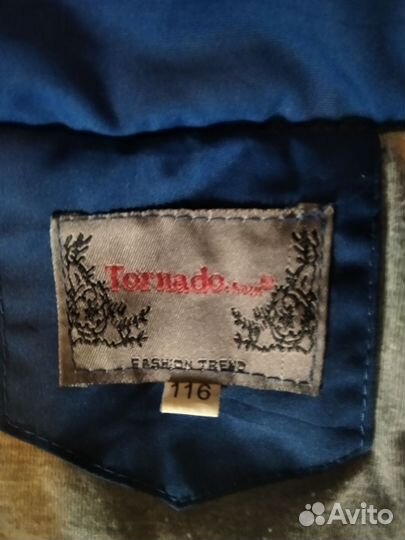 Tornado
FASHION TREND
116
Avito